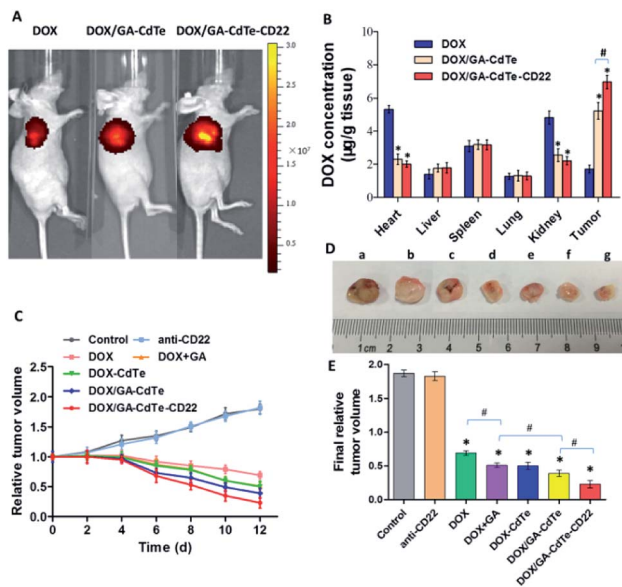 A
DOX DOX/GA-CdTe DOX/GA-CdTe-CD22
3.0
2.5
2.0
×10⁷
1.5
1.0
0.5
B
DOX
DOX/GA-CdTe
DOX/GA-CdTe-CD22
DOX concentration
(µg/g tissue)
10
8
6
4
2
0
* * * * * * #
Heart Liver Spleen Lung Kidney Tumor
C
Control anti-CD22
DOX DOX+GA
DOX-CdTe
DOX/GA-CdTe
DOX/GA-CdTe-CD22
Relative tumor volume
2.5
2.0
1.5
1.0
0.5
0.0
0 2 4 6 8 10 12
Time (d)
D
a b c d e f g
1cm 2 3 4 5 6 7 8 9 10
E
Final relative
tumor volume
2.0
1.5
1.0
0.5
0.0
# # #
* * * * *
Control anti-CD22 DOX DOX+GA DOX-CdTe DOX/GA-CdTe DOX/GA-CdTe-CD22